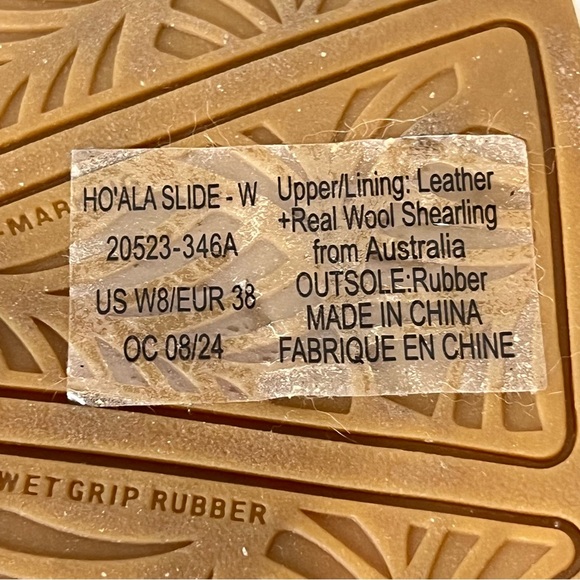 -MAR
HO'ALA SLIDE - W
20523-346A
US W8/EUR 38
OC 08/24
Upper/Lining: Leather
+Real Wool Shearling
from Australia
OUTSOLE:Rubber
MADE IN CHINA
FABRIQUE EN CHINE
WET GRIP RUBBER